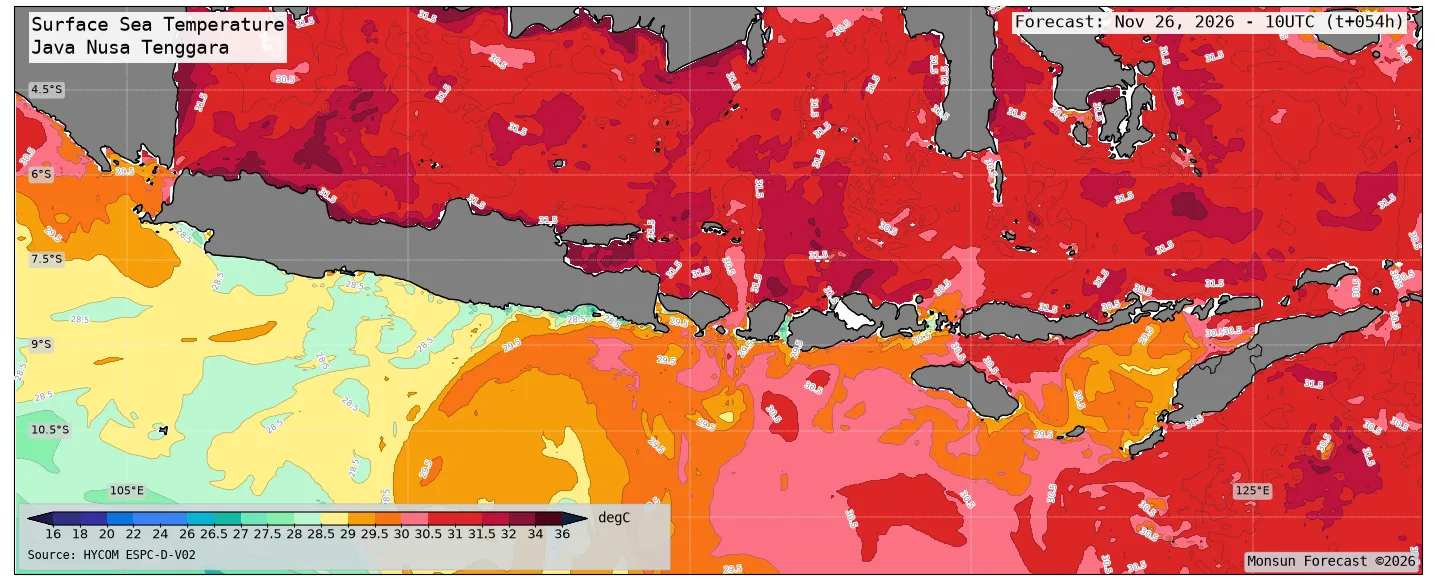 Surface Sea Temperature
Java Nusa Tenggara
Forecast: Nov 26, 2026 - 10UTC (t+054h)
4.5°S
6°S
7.5°S
9°S
10.5°S
105°E
125°E
16 18 20 22 24 26 26.5 27 27.5 28 28.5 29 29.5 30 30.5 31 31.5 32 34 36
degC
Source: HYCOM ESPC-D-V02
Monsun Forecast ©2026